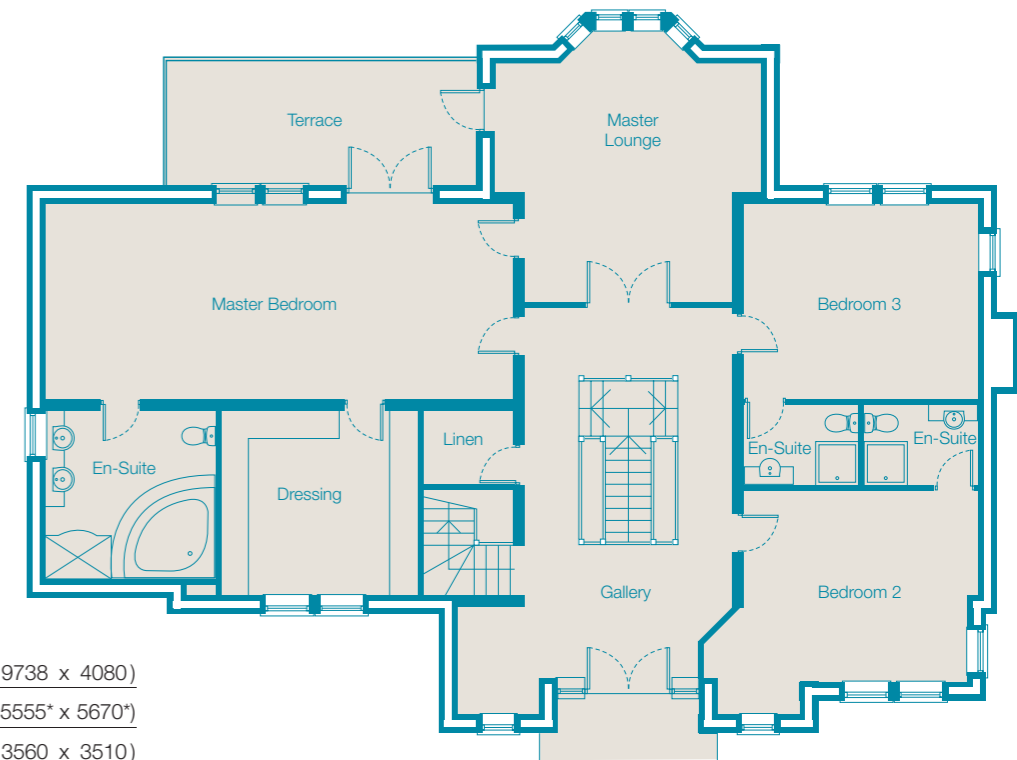 Terrace
Master
Lounge
Master Bedroom
Bedroom 3
Linen
En-Suite
En-Suite
En-Suite
Dressing
Gallery
Bedroom 2
9738 x 4080)
5555* x 5670*)
3560 x 3510)